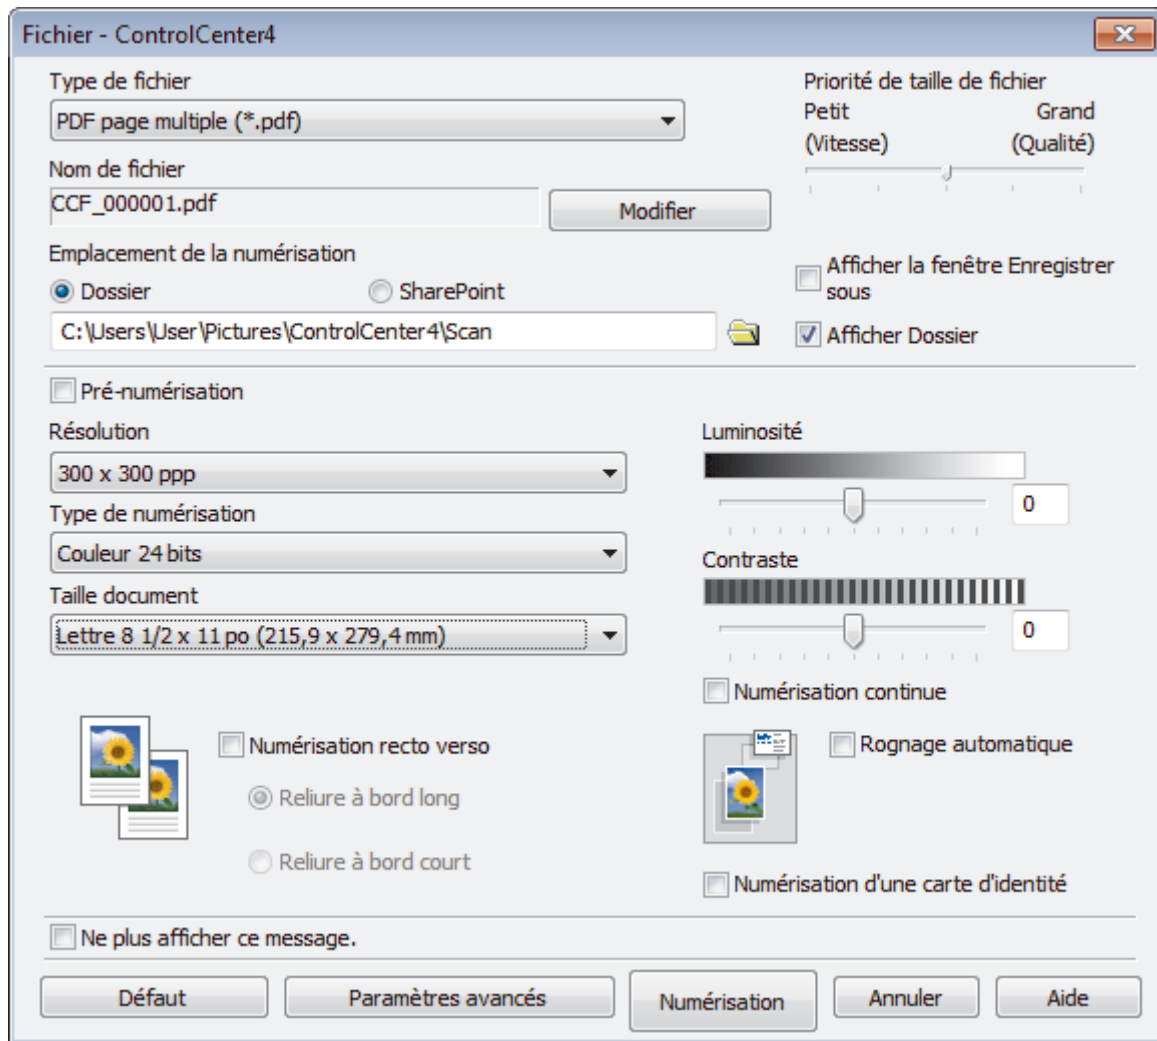 Fichier - ControlCenter4
Type de fichier
PDF page multiple (*.pdf)
Nom de fichier
CCF_000001.pdf
Modifier
Priorité de taille de fichier
Petit Grand
(Vitesse) (Qualité)
Emplacement de la numérisation
Dossier SharePoint
C:\Users\User\Pictures\ControlCenter4\Scan
Afficher la fenêtre Enregistrer
sous
Afficher Dossier
Pré-numérisation
Résolution
300 x 300 ppp
Type de numérisation
Couleur 24 bits
Taille document
Lettre 8 1/2 x 11 po (215,9 x 279,4 mm)
Luminosité
0
Contraste
0
Numérisation continue
Numérisation recto verso
Reliure à bord long
Reliure à bord court
Rognage automatique
Numérisation d'une carte d'identité
Ne plus afficher ce message.
Défaut Paramètres avancés Numérisation Annuler Aide